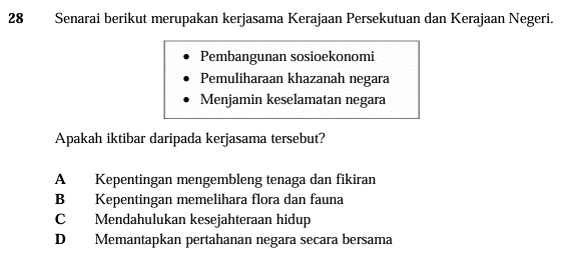 28 Senarai berikut merupakan kerjasama Kerajaan Persekutuan dan Kerajaan Negeri.
• Pembangunan sosioekonomi
• Pemuliharaan khazanah negara
• Menjamin keselamatan negara
Apakah iktibar daripada kerjasama tersebut?
A Kepentingan mengembleng tenaga dan fikiran
B Kepentingan memelihara flora dan fauna
C Mendahulukan kesejahteraan hidup
D Memantapkan pertahanan negara secara bersama